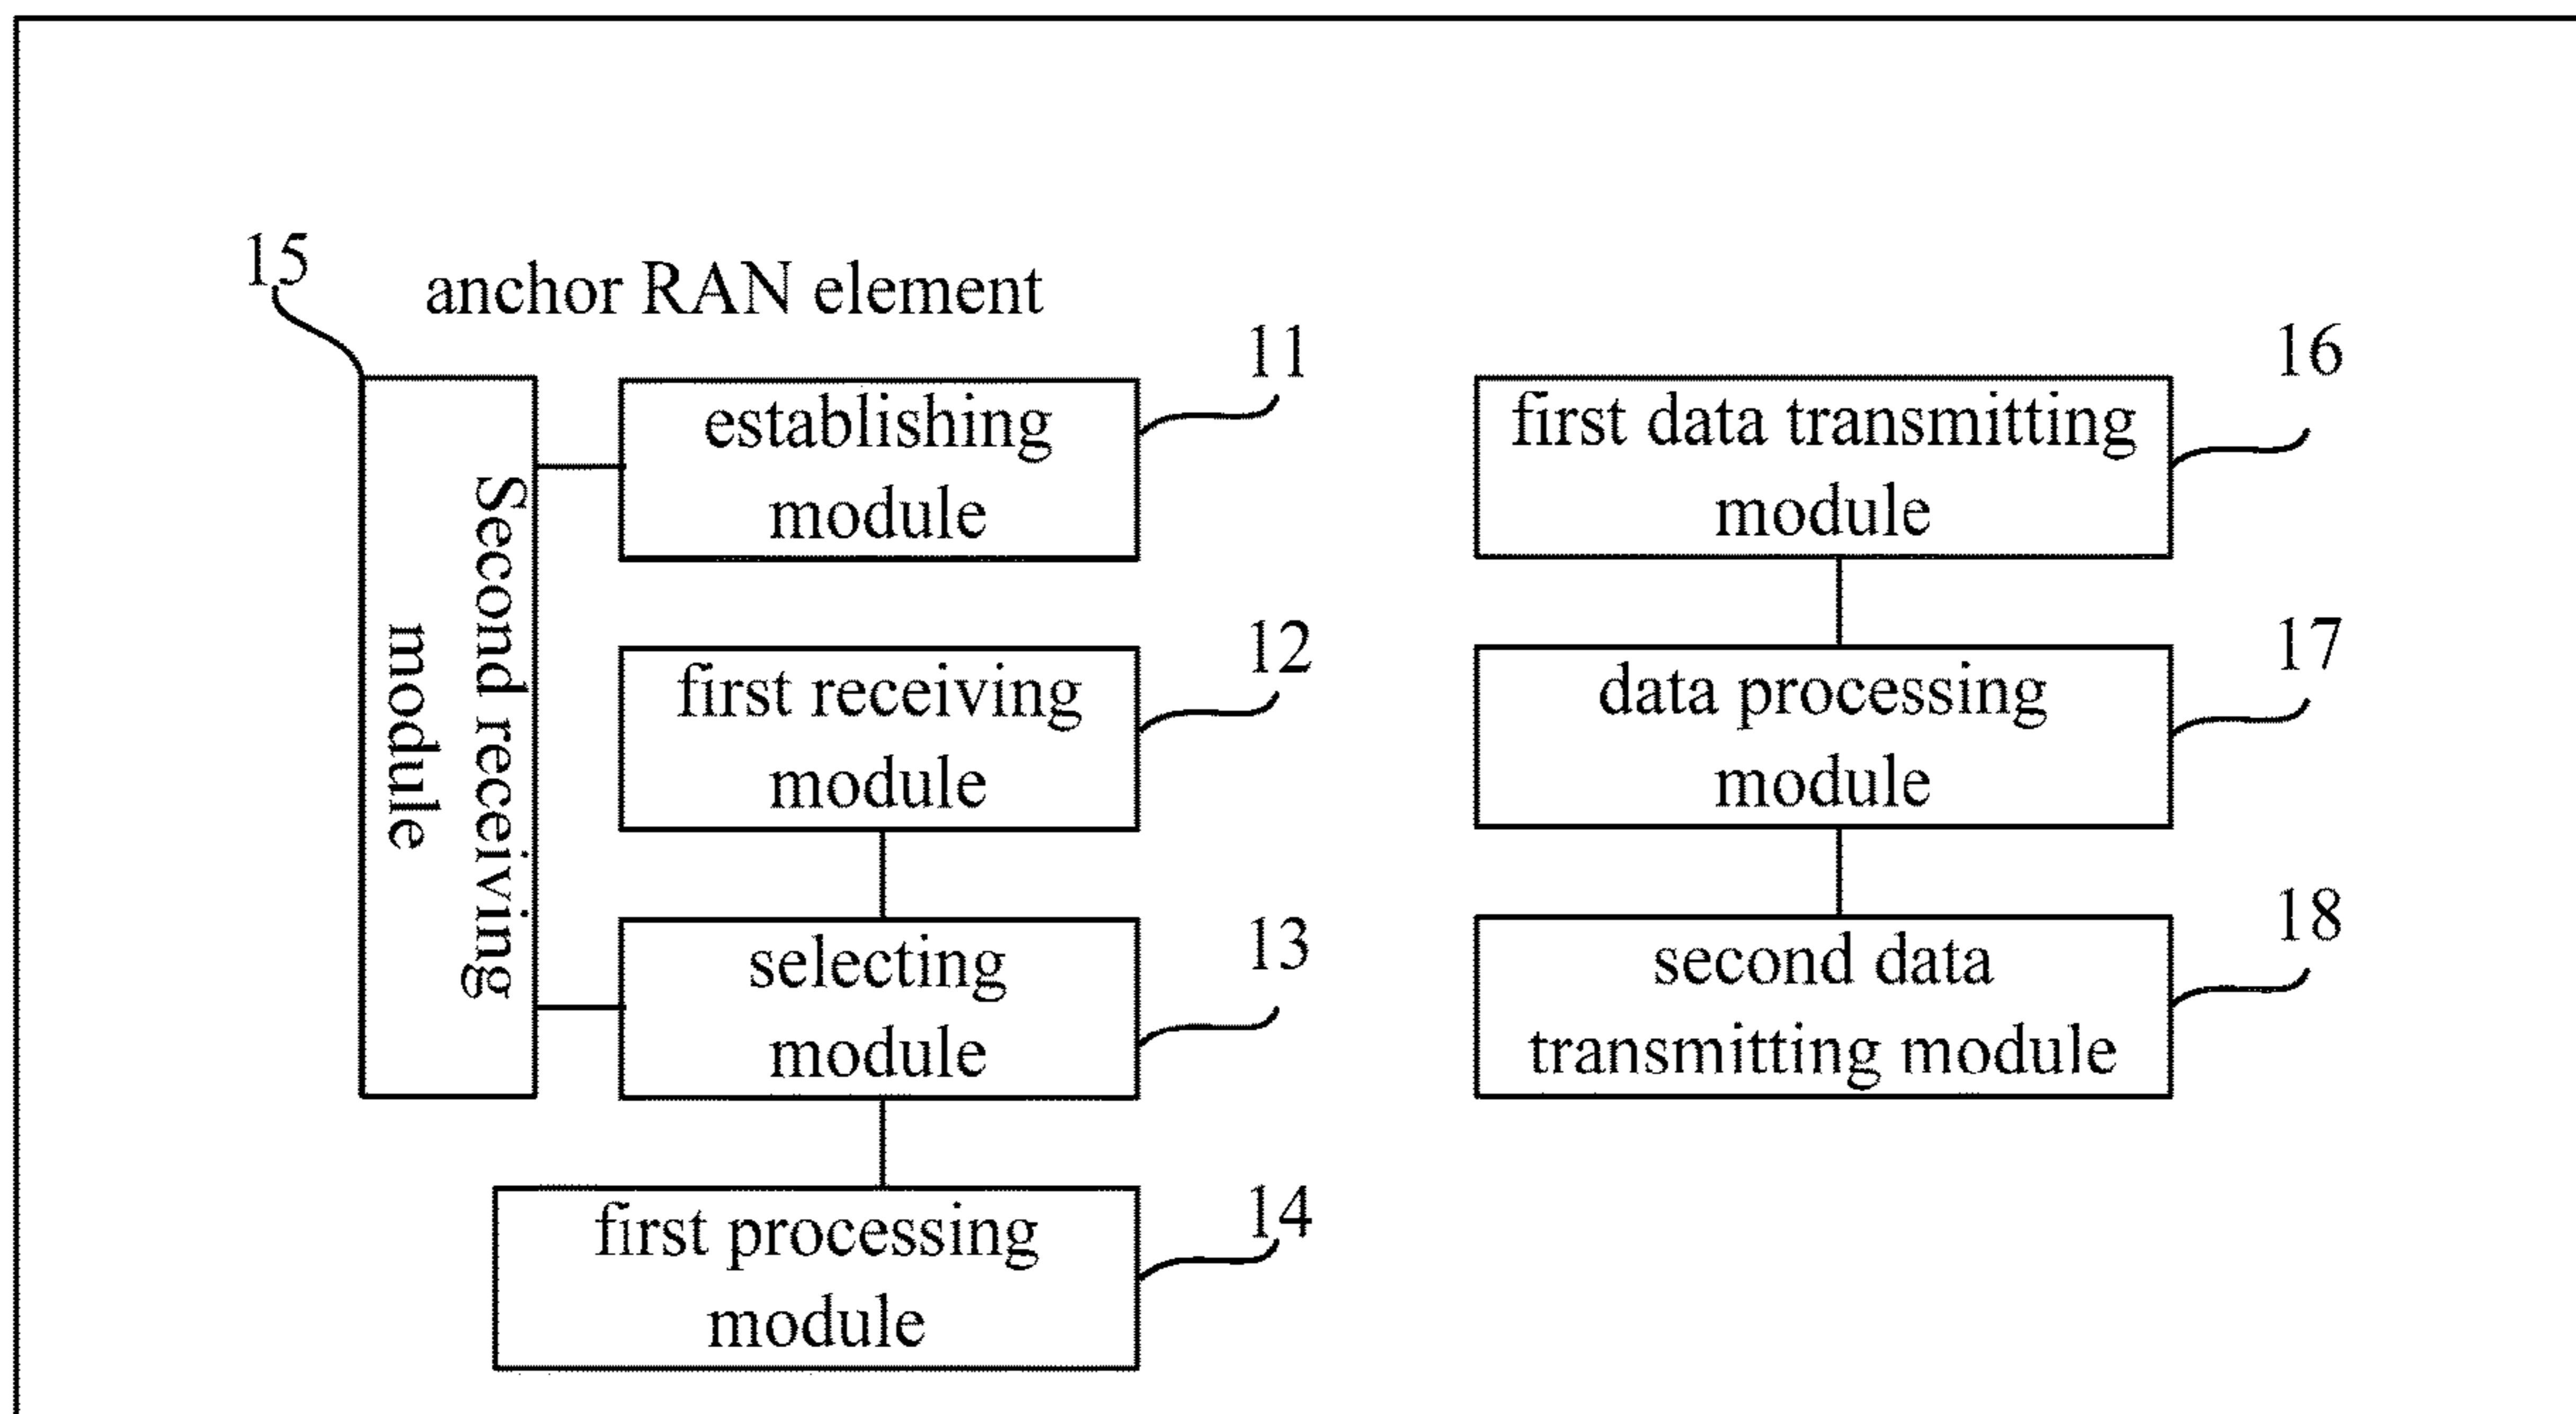 15
anchor RAN element
11
establishing
module
16
first data transmitting
module
Second receiving
module
12
first receiving
module
17
data processing
module
13
selecting
module
18
second data
transmitting module
14
first processing
module